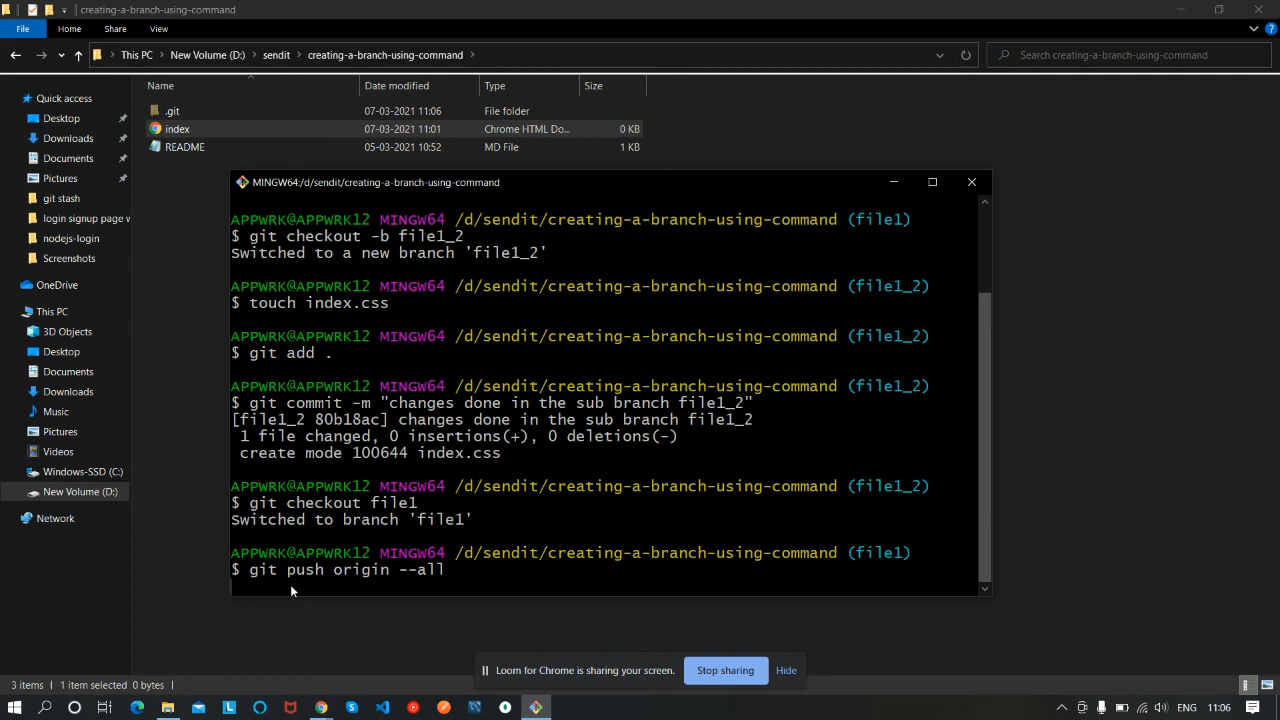 creating-a-branch-using-command
File
Home
Share
View
This PC
New Volume (D:)
sendit
creating-a-branch-using-command
Search creating-a-branch-using-command
Name
Date modified
Type
Size
.git
07-03-2021 11:06
File folder
index
07-03-2021 11:01
Chrome HTML Do...
0 KB
README
05-03-2021 10:52
MD File
1 KB
Quick access
Desktop
Downloads
Documents
Pictures
git stash
login signup page w
nodejs-login
Screenshots
OneDrive
This PC
3D Objects
Desktop
Downloads
Documents
Music
Pictures
Videos
Windows-SSD (C:)
New Volume (D:)
Network
MINGW64:/d/sendit/creating-a-branch-using-command
APPWRK@APPWRK12 MINGW64 /d/sendit/creating-a-branch-using-command (file1)
$ git checkout -b file1_2
Switched to a new branch 'file1_2'
APPWRK@APPWRK12 MINGW64 /d/sendit/creating-a-branch-using-command (file1_2)
$ touch index.css
APPWRK@APPWRK12 MINGW64 /d/sendit/creating-a-branch-using-command (file1_2)
$ git add .
APPWRK@APPWRK12 MINGW64 /d/sendit/creating-a-branch-using-command (file1_2)
$ git commit -m "changes done in the sub branch file1_2"
[file1_2 80b18ac] changes done in the sub branch file1_2
1 file changed, 0 insertions(+), 0 deletions(-)
create mode 100644 index.css
APPWRK@APPWRK12 MINGW64 /d/sendit/creating-a-branch-using-command (file1_2)
$ git checkout file1
Switched to branch 'file1'
APPWRK@APPWRK12 MINGW64 /d/sendit/creating-a-branch-using-command (file1)
$ git push origin --all
Loom for Chrome is sharing your screen.
Stop sharing
Hide
3 items
1 item selected 0 bytes
ENG
11:06